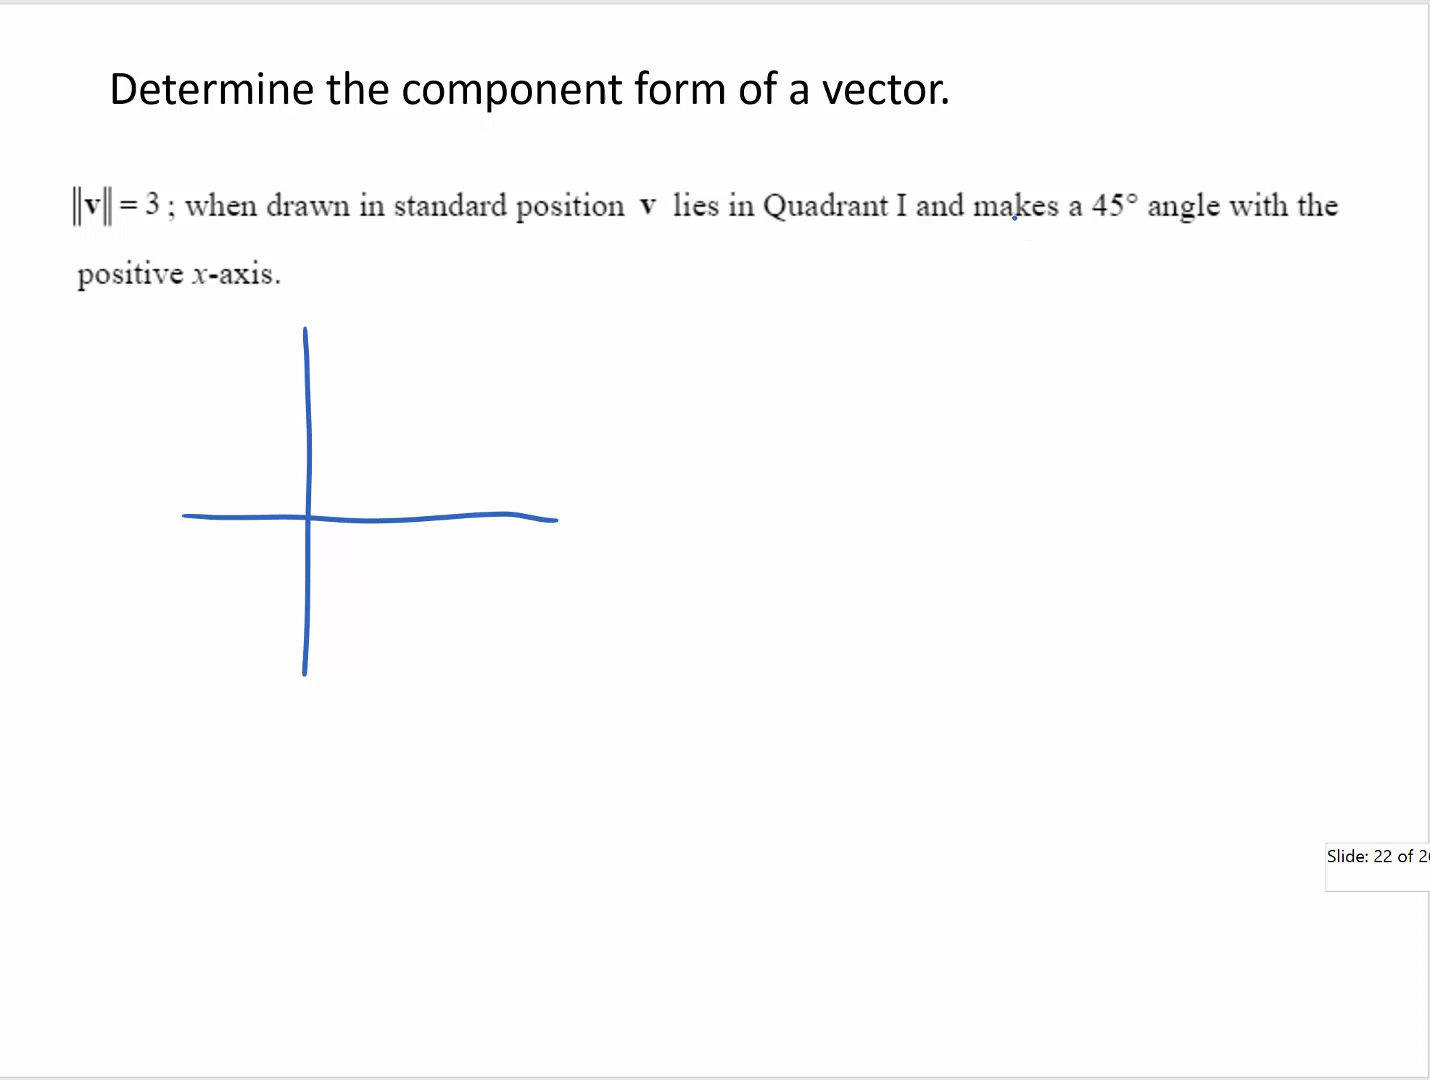 Determine the component form of a vector.
‖v‖ = 3 ; when drawn in standard position v lies in Quadrant I and makes a 45° angle with the
positive x-axis.
Slide: 22 of 2